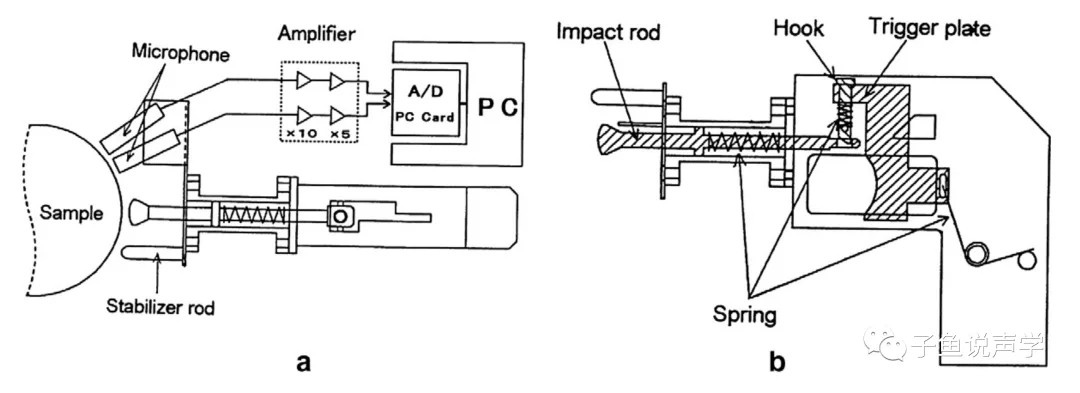 Microphone
Amplifier
A/D
PC Card
PC
×10 ×5
Sample
Stabilizer rod
a
Impact rod
Hook
Trigger plate
Spring
b
子鱼说声学